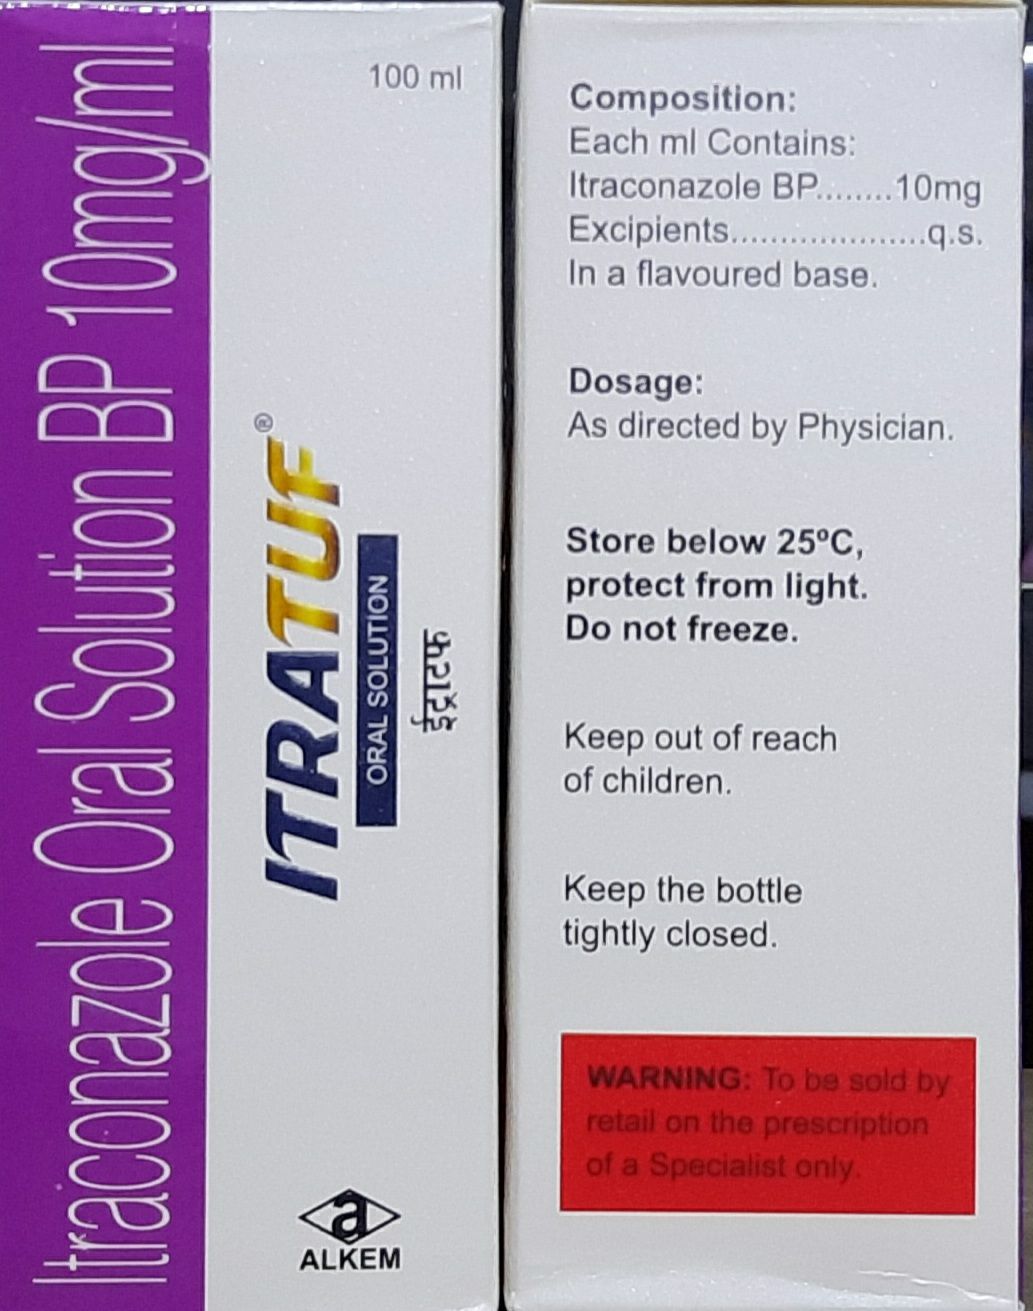 Itraconazole Oral Solution BP 10mg/ml
100 ml
ITRATUF®
ORAL SOLUTION
ईट्राटफ
a
ALKEM
Composition:
Each ml Contains:
Itraconazole BP........10mg
Excipients....................q.s.
In a flavoured base.
Dosage:
As directed by Physician.
Store below 25ºC,
protect from light.
Do not freeze.
Keep out of reach
of children.
Keep the bottle
tightly closed.
WARNING: To be sold by
retail on the prescription
of a Specialist only.